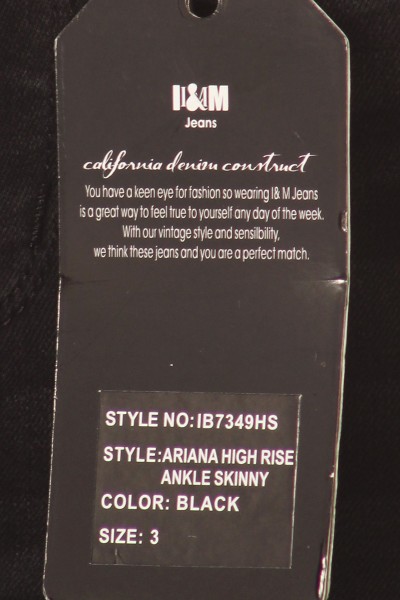 I&M
Jeans
california denim construct
You have a keen eye for fashion so wearing I& M Jeans
is a great way to feel true to yourself any day of the week.
With our vintage style and sensilbility,
we think these jeans and you are a perfect match.
STYLE NO:IB7349HS
STYLE:ARIANA HIGH RISE
ANKLE SKINNY
COLOR: BLACK
SIZE: 3